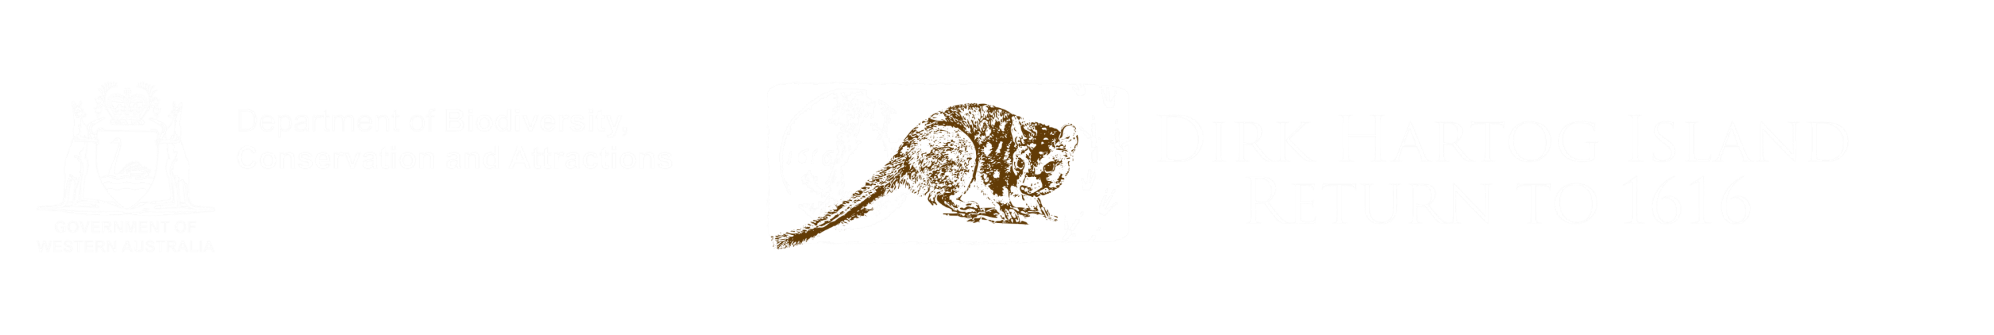 GOVERNMENT OF
WESTERN AUSTRALIA
Department of Biodiversity,
Conservation and Attractions
DIRK HARTOG ISLAND
RETURN TO 1616